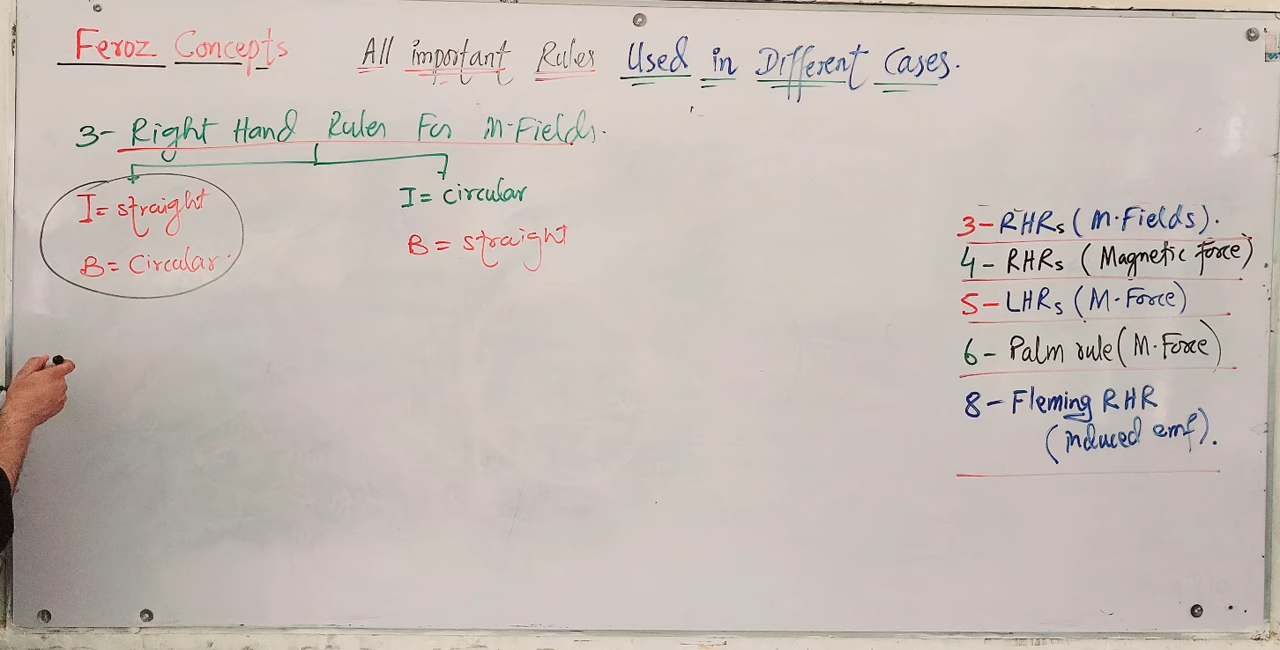 Feroz Concepts
All important Rules Used in Different Cases.
3- Right Hand Rules For M-Fields.
I = straight
B = Circular.
I = Circular
B = straight
3- RHRs (M.Fields).
4- RHRs (Magnetic force).
5- LHRs (M.Force)
6- Palm rule (M.Force)
8- Fleming RHR
(induced emf).